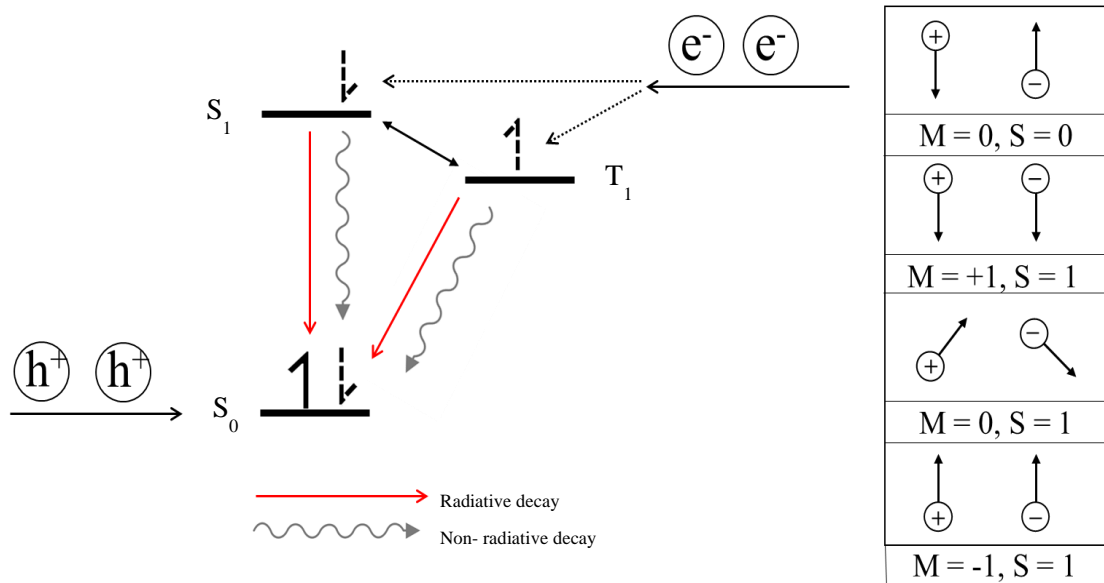 e⁻ e⁻
S₁
T₁
h⁺ h⁺
S₀
Radiative decay
Non- radiative decay
+ −
M = 0, S = 0
+ −
M = +1, S = 1
+ −
M = 0, S = 1
+ −
M = -1, S = 1